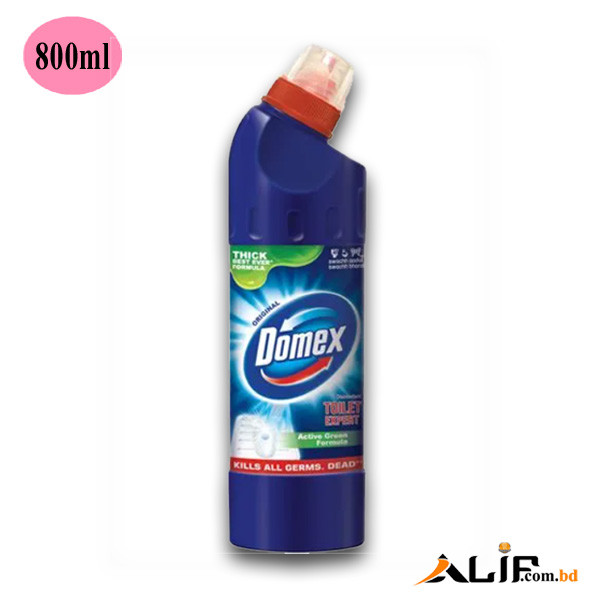 800ml
THICK
BEST EVER*
FORMULA
ORIGINAL
Domex
TOILET
EXPERT
Active Green
Formula
KILLS ALL GERMS. DEAD**
ALIF.com.bd